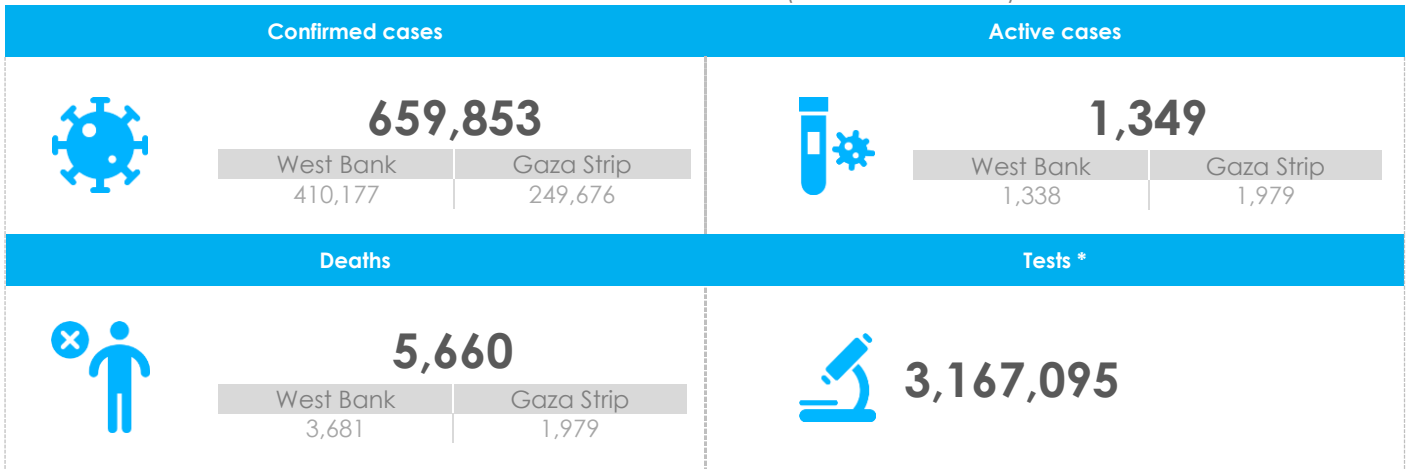 Confirmed cases
Active cases
659,853
West Bank Gaza Strip
410,177 249,676
1,349
West Bank Gaza Strip
1,338 1,979
Deaths
Tests *
5,660
West Bank Gaza Strip
3,681 1,979
3,167,095